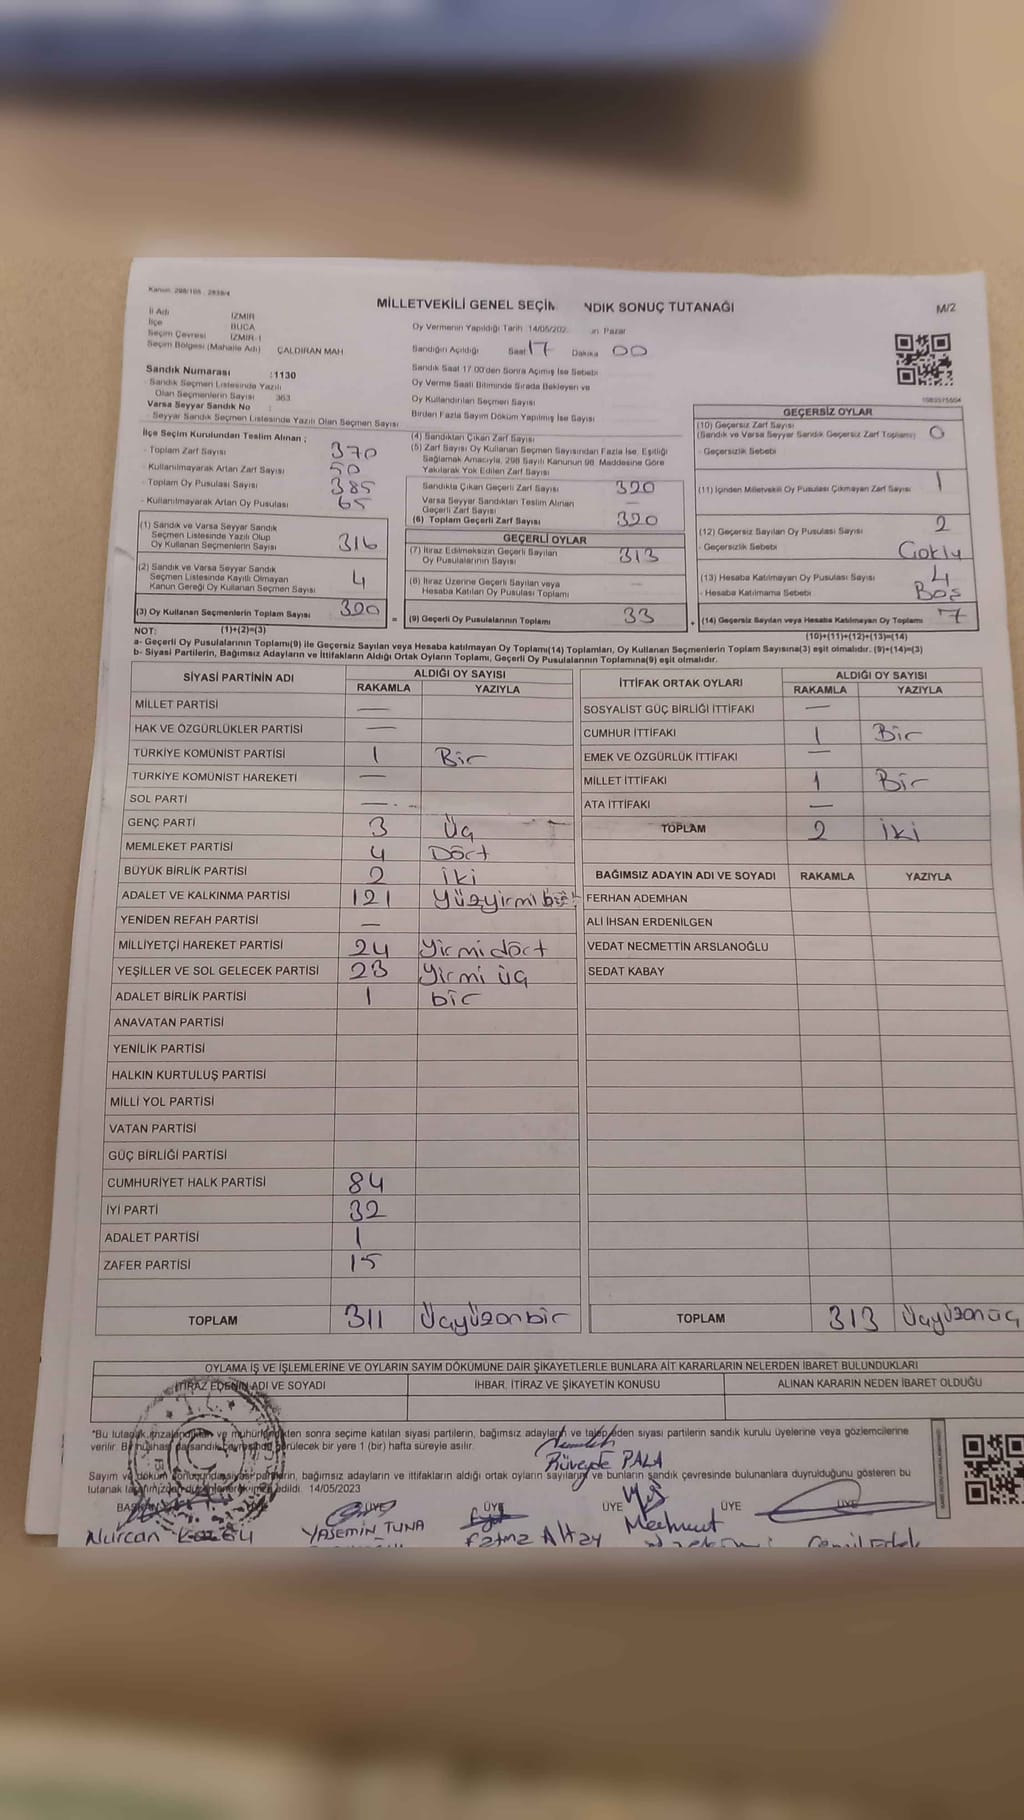 Kanun: 298/105 - 2839/4
MİLLETVEKİLİ GENEL SEÇİM NDIK SONUÇ TUTANAĞI
M/2
İl Adı İZMİR
İlçe BUCA
Seçim Çevresi İZMİR-1
Seçim Bölgesi (Mahalle Adı) ÇALDIRAN MAH
Sandık Numarası :1130
- Sandık Seçmen Listesinde Yazılı
Olan Seçmenlerin Sayısı 363
Varsa Seyyar Sandık No :
- Seyyar Sandık Seçmen Listesinde Yazılı Olan Seçmen Sayısı
Oy Vermenin Yapıldığı Tarih 14/05/202 Pazar
Sandığın Açıldığı Saat 17 Dakika 00
Sandık Saat 17.00'den Sonra Açımış İse Sebebi
Oy Verme Saati Bitiminde Sırada Bekleyen ve
Oy Kullandırılan Seçmen Sayısı
Birden Fazla Sayım Döküm Yapılmış İse Sayısı
İlçe Seçim Kurulundan Teslim Alınan ;
- Toplam Zarf Sayısı 370
- Kullanılmayarak Artan Zarf Sayısı 50
- Toplam Oy Pusulası Sayısı 385
- Kullanılmayarak Artan Oy Pusulası 65
(1) Sandık ve Varsa Seyyar Sandık
Seçmen Listesinde Yazılı Olup
Oy Kullanan Seçmenlerin Sayısı 316
(2) Sandık ve Varsa Seyyar Sandık
Seçmen Listesinde Kayıtlı Olmayan
Kanun Gereği Oy Kullanan Seçmen Sayısı 4
(3) Oy Kullanan Seçmenlerin Toplam Sayısı 320
(4) Sandıktan Çıkan Zarf Sayısı
(5) Zarf Sayısı Oy Kullanan Seçmen Sayısından Fazla İse, Eşitliği
Sağlamak Amacıyla, 298 Sayılı Kanunun 98. Maddesine Göre
Yakılarak Yok Edilen Zarf Sayısı
Sandıkta Çıkan Geçerli Zarf Sayısı 320
Varsa Seyyar Sandıktan Teslim Alınan
Geçerli Zarf Sayısı —
(6) Toplam Geçerli Zarf Sayısı 320
GEÇERLİ OYLAR
(7) İtiraz Edilmeksizin Geçerli Sayılan
Oy Pusulalarının Sayısı 313
(8) İtiraz Üzerine Geçerli Sayılan veya
Hesaba Katılan Oy Pusulası Toplamı —
= (9) Geçerli Oy Pusulalarının Toplamı 33
1083575504
GEÇERSİZ OYLAR
(10) Geçersiz Zarf Sayısı
(Sandık ve Varsa Seyyar Sandık Geçersiz Zarf Toplamı) 0
- Geçersizlik Sebebi
(11) İçinden Milletvekili Oy Pusulası Çıkmayan Zarf Sayısı 1
(12) Geçersiz Sayılan Oy Pusulası Sayısı 2
- Geçersizlik Sebebi Çoklu
(13) Hesaba Katılmayan Oy Pusulası Sayısı 4
- Hesaba Katılmama Sebebi Boş
+ (14) Geçersiz Sayılan veya Hesaba Katılmayan Oy Toplamı 7
NOT: (1)+(2)=(3) (10)+(11)+(12)+(13)=(14)
a- Geçerli Oy Pusulalarının Toplamı(9) ile Geçersiz Sayılan veya Hesaba katılmayan Oy Toplamı(14) Toplamları, Oy Kullanan Seçmenlerin Toplam Sayısına(3) eşit olmalıdır. (9)+(14)=(3)
b- Siyasi Partilerin, Bağımsız Adayların ve İttifakların Aldığı Oy Ortak Oyların Toplamı, Geçerli Oy Pusulalarının Toplamına(9) eşit olmalıdır.
SİYASİ PARTİNİN ADI ALDIĞI OY SAYISI
RAKAMLA YAZIYLA
MİLLET PARTİSİ —
HAK VE ÖZGÜRLÜKLER PARTİSİ —
TÜRKİYE KOMÜNİST PARTİSİ 1 Bir
TÜRKİYE KOMÜNİST HAREKETİ —
SOL PARTİ —
GENÇ PARTİ 3 Üç
MEMLEKET PARTİSİ 4 Dört
BÜYÜK BİRLİK PARTİSİ 2 iki
ADALET VE KALKINMA PARTİSİ 121 Yüzyirmi bir
YENİDEN REFAH PARTİSİ —
MİLLİYETÇİ HAREKET PARTİSİ 24 Yirmi dört
YEŞİLLER VE SOL GELECEK PARTİSİ 23 Yirmi üç
ADALET BİRLİK PARTİSİ 1 bir
ANAVATAN PARTİSİ
YENİLİK PARTİSİ
HALKIN KURTULUŞ PARTİSİ
MİLLİ YOL PARTİSİ
VATAN PARTİSİ
GÜÇ BİRLİĞİ PARTİSİ
CUMHURİYET HALK PARTİSİ 84
İYİ PARTİ 32
ADALET PARTİSİ 1
ZAFER PARTİSİ 15
TOPLAM 311 Üçyüzonbir
İTTİFAK ORTAK OYLARI ALDIĞI OY SAYISI
RAKAMLA YAZIYLA
SOSYALİST GÜÇ BİRLİĞİ İTTİFAKI —
CUMHUR İTTİFAKI 1 Bir
EMEK VE ÖZGÜRLÜK İTTİFAKI —
MİLLET İTTİFAKI 1 Bir
ATA İTTİFAKI —
TOPLAM 2 iki
BAĞIMSIZ ADAYIN ADI VE SOYADI RAKAMLA YAZIYLA
FERHAN ADEMHAN
ALİ İHSAN ERDENİLGEN
VEDAT NECMETTİN ARSLANOĞLU
SEDAT KABAY
TOPLAM 313 Üçyüzonüç
OYLAMA İŞ VE İŞLEMLERİNE VE OYLARIN SAYIM DÖKÜMÜNE DAİR ŞİKAYETLERLE BUNLARA AİT KARARLARIN NELERDEN İBARET BULUNDUKLARI
İTİRAZ EDENİN ADI VE SOYADI İHBAR, İTİRAZ VE ŞİKAYETİN KONUSU ALINAN KARARIN NEDEN İBARET OLDUĞU
"Bu tutanak imzalandıktan ve mühürlendikten sonra seçime katılan siyasi partilerin, bağımsız adayların ve talep eden siyasi partilerin sandık kurulu üyelerine veya gözlemcilerine
verilir. Bir nüshası da sandık çevresinde görülecek bir yere 1 (bir) hafta süreyle asılır.
Rüveyde PALA
Sayım ve döküm sonucunda siyasi partilerin, bağımsız adayların ve ittifakların aldığı ortak oyların sayılarını ve bunların sandık çevresinde bulunanlara duyrulduğunu gösteren bu
tutanak tarafımızdan düzenlenerek imza edildi. 14/05/2023
BAŞKAN ÜYE ÜYE ÜYE ÜYE ÜYE
Nurcan YASEMİN TUNA Fatma Altay Mehmet